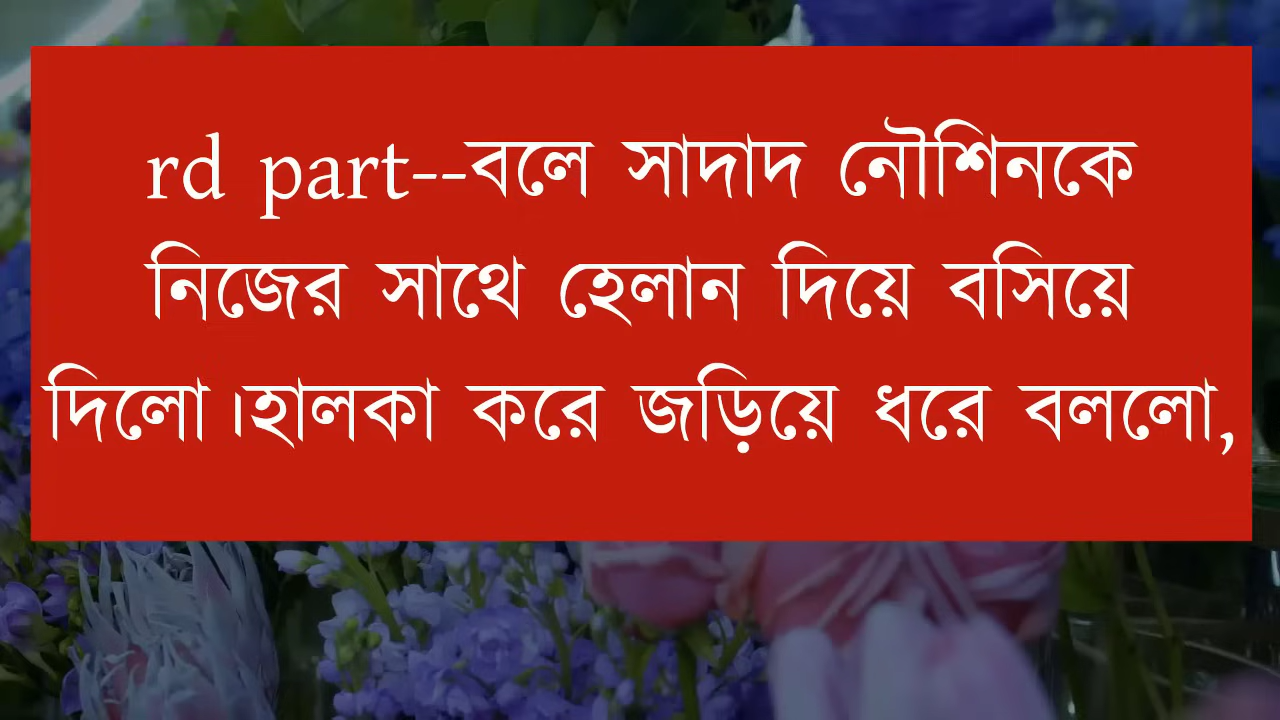 rd part--বলে সাদাদ নৌশিনকে
নিজের সাথে হেলান দিয়ে বসিয়ে
দিলো।হালকা করে জড়িয়ে ধরে বললো,